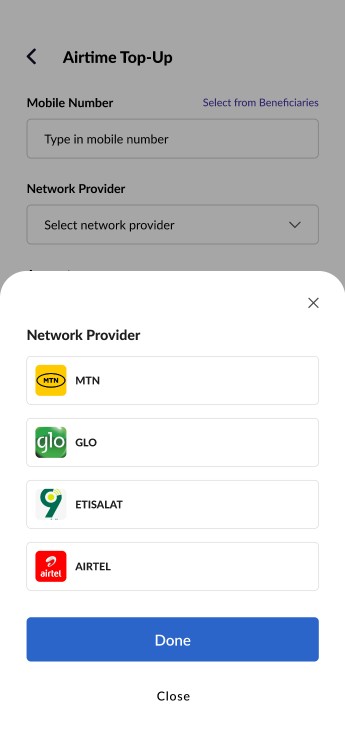 Airtime Top-Up
Mobile Number
Select from Beneficiaries
Type in mobile number
Network Provider
Select network provider
Network Provider
MTN
MTN
glo
GLO
ETISALAT
airtel
AIRTEL
Done
Close